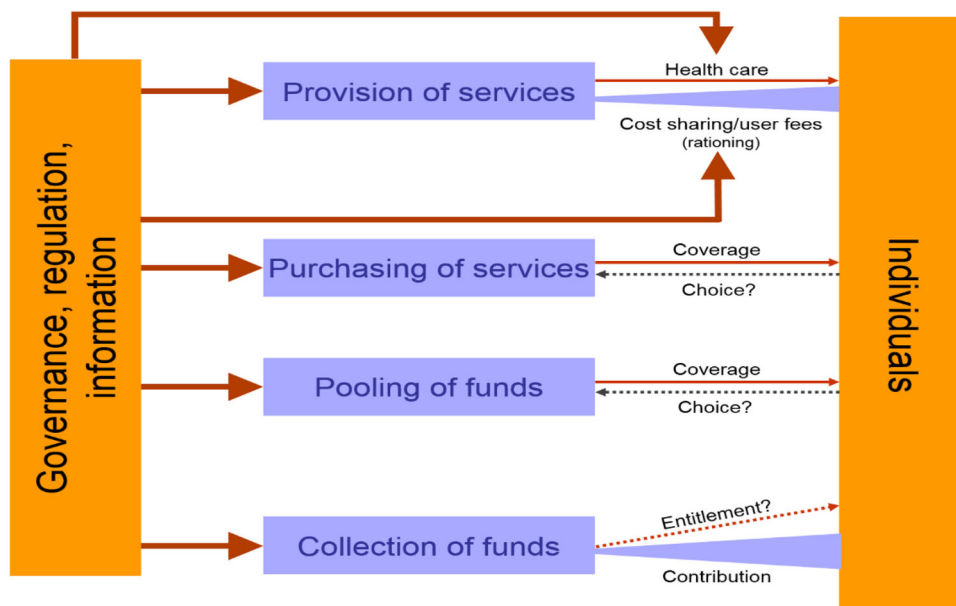 Governance, regulation,
information
Provision of services
Health care
Cost sharing/user fees
(rationing)
Purchasing of services
Coverage
Choice?
Pooling of funds
Coverage
Choice?
Collection of funds
Entitlement?
Contribution
Individuals